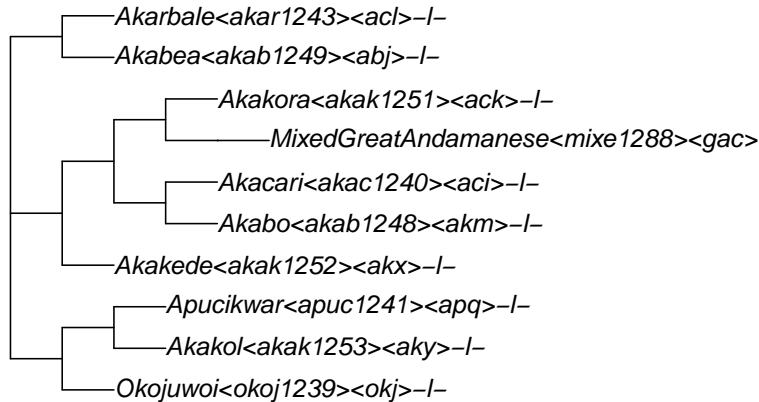 Akarbale<akar1243><acl>−l−
Akabea<akab1249><abj>−l−
Akakora<akak1251><ack>−l−
MixedGreatAndamanese<mixe1288><gac>
Akacari<akac1240><aci>−l−
Akabo<akab1248><akm>−l−
Akakede<akak1252><akx>−l−
Apucikwar<apuc1241><apq>−l−
Akakol<akak1253><aky>−l−
Okojuwoi<okoj1239><okj>−l−